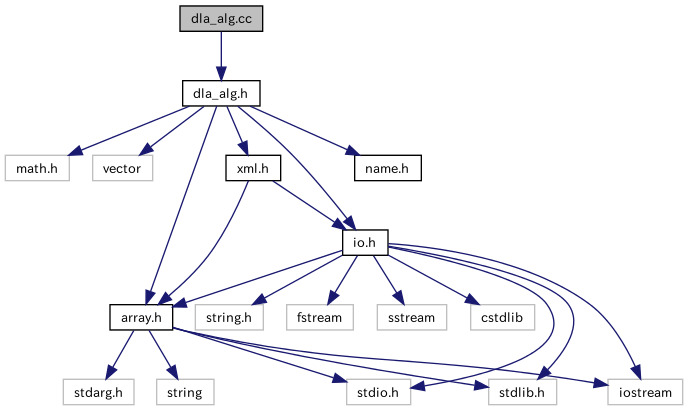 dla_alg.cc
dla_alg.h
math.h
vector
xml.h
name.h
io.h
array.h
string.h
fstream
sstream
cstdlib
stdarg.h
string
stdio.h
stdlib.h
iostream